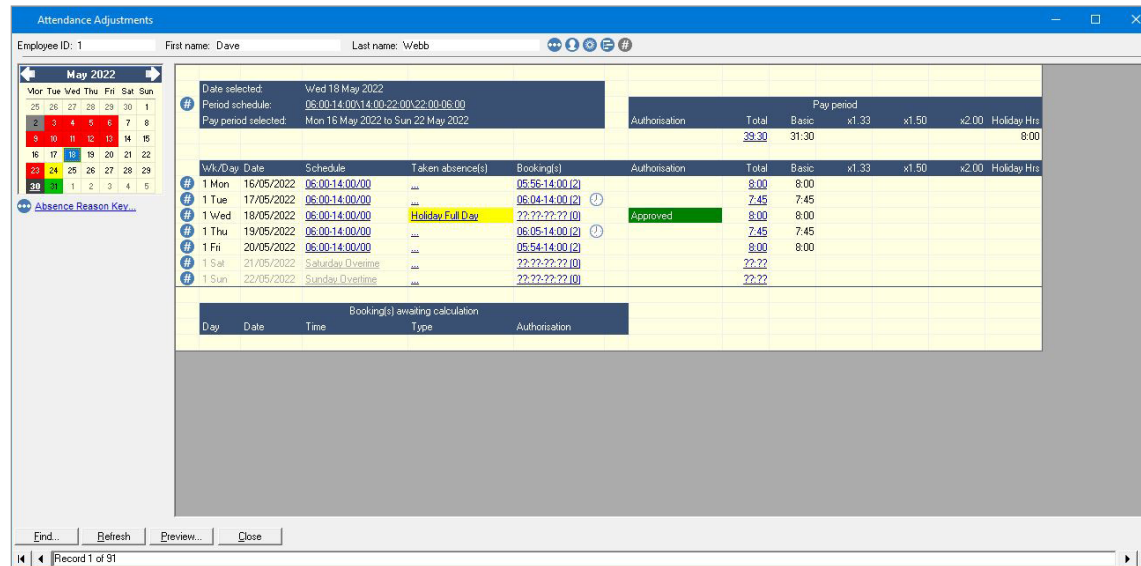 Attendance Adjustments
Employee ID: 1 First name: Dave Last name: Webb
May 2022
Mon Tue Wed Thu Fri Sat Sun
25 26 27 28 29 30 1
2 3 4 5 6 7 8
9 10 11 12 13 14 15
16 17 18 19 20 21 22
23 24 25 26 27 28 29
30 31 1 2 3 4 5
Absence Reason Key...
Date selected: Wed 18 May 2022
# Period schedule: 06:00-14:00\14:00-22:00\22:00-06:00
Pay period selected: Mon 16 May 2022 to Sun 22 May 2022
Pay period
Authorisation Total Basic x1.33 x1.50 x2.00 Holiday Hrs
39:30 31:30 8:00
Wk/Day Date Schedule Taken absence(s) Booking(s) Authorisation Total Basic x1.33 x1.50 x2.00 Holiday Hrs
# 1 Mon 16/05/2022 06:00-14:00/00 ... 05:56-14:00 (2) 8:00 8:00
# 1 Tue 17/05/2022 06:00-14:00/00 ... 06:04-14:00 (2) 7:45 7:45
# 1 Wed 18/05/2022 06:00-14:00/00 Holiday Full Day ??:??-??:?? (0) Approved 8:00 8:00
# 1 Thu 19/05/2022 06:00-14:00/00 ... 06:05-14:00 (2) 7:45 7:45
# 1 Fri 20/05/2022 06:00-14:00/00 ... 05:54-14:00 (2) 8:00 8:00
# 1 Sat 21/05/2022 Saturday Overime ... ??:??-??:?? (0) ??:??
# 1 Sun 22/05/2022 Sunday Overtime ... ??:??-??:?? (0) ??:??
Booking(s) awaiting calculation
Day Date Time Type Authorisation
Find... Refresh Preview... Close
Record 1 of 91